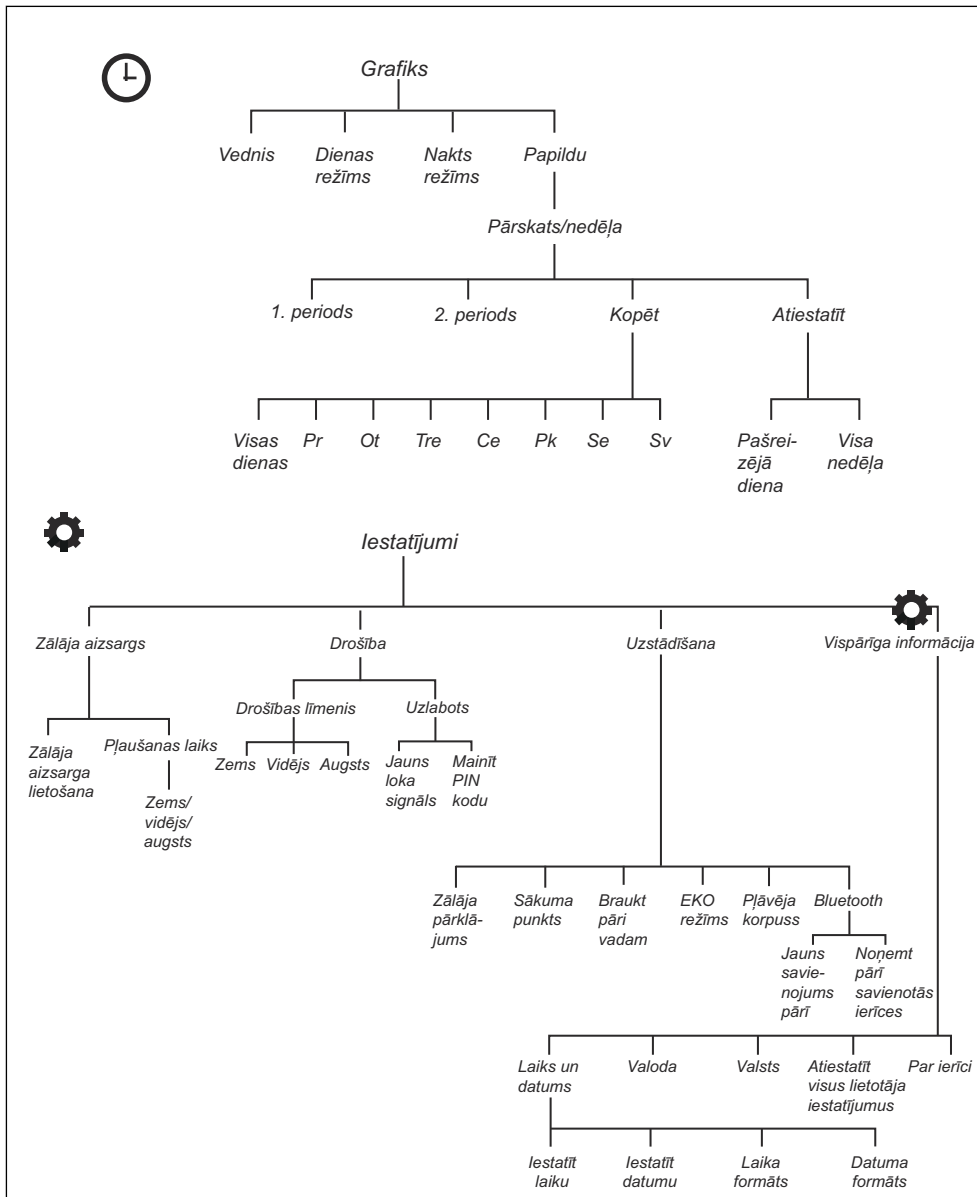 Grafiks
Vednis
Dienas
režīms
Nakts
režīms
Papildu
Pārskats/nedēļa
1. periods
2. periods
Kopēt
Atiestatīt
Visas
dienas
Pr
Ot
Tre
Ce
Pk
Se
Sv
Pašrei-
zējā
diena
Visa
nedēļa
Iestatījumi
Zālāja aizsargs
Drošība
Uzstādīšana
Vispārīga informācija
Zālāja
aizsarga
lietošana
Pļaušanas laiks
Zems/
vidējs/
augsts
Drošības līmenis
Zems
Vidējs
Augsts
Uzlabots
Jauns
loka
signāls
Mainīt
PIN
kodu
Zālāja
pārklā-
jums
Sākuma
punkts
Braukt
pāri
vadam
EKO
režīms
Pļāvēja
korpuss
Bluetooth
Jauns
savie-
nojums
pārī
Noņemt
pārī
savienotās
ierīces
Laiks un
datums
Valoda
Valsts
Atiestatīt
visus lietotāja
iestatījumus
Par ierīci
Iestatīt
laiku
Iestatīt
datumu
Laika
formāts
Datuma
formāts